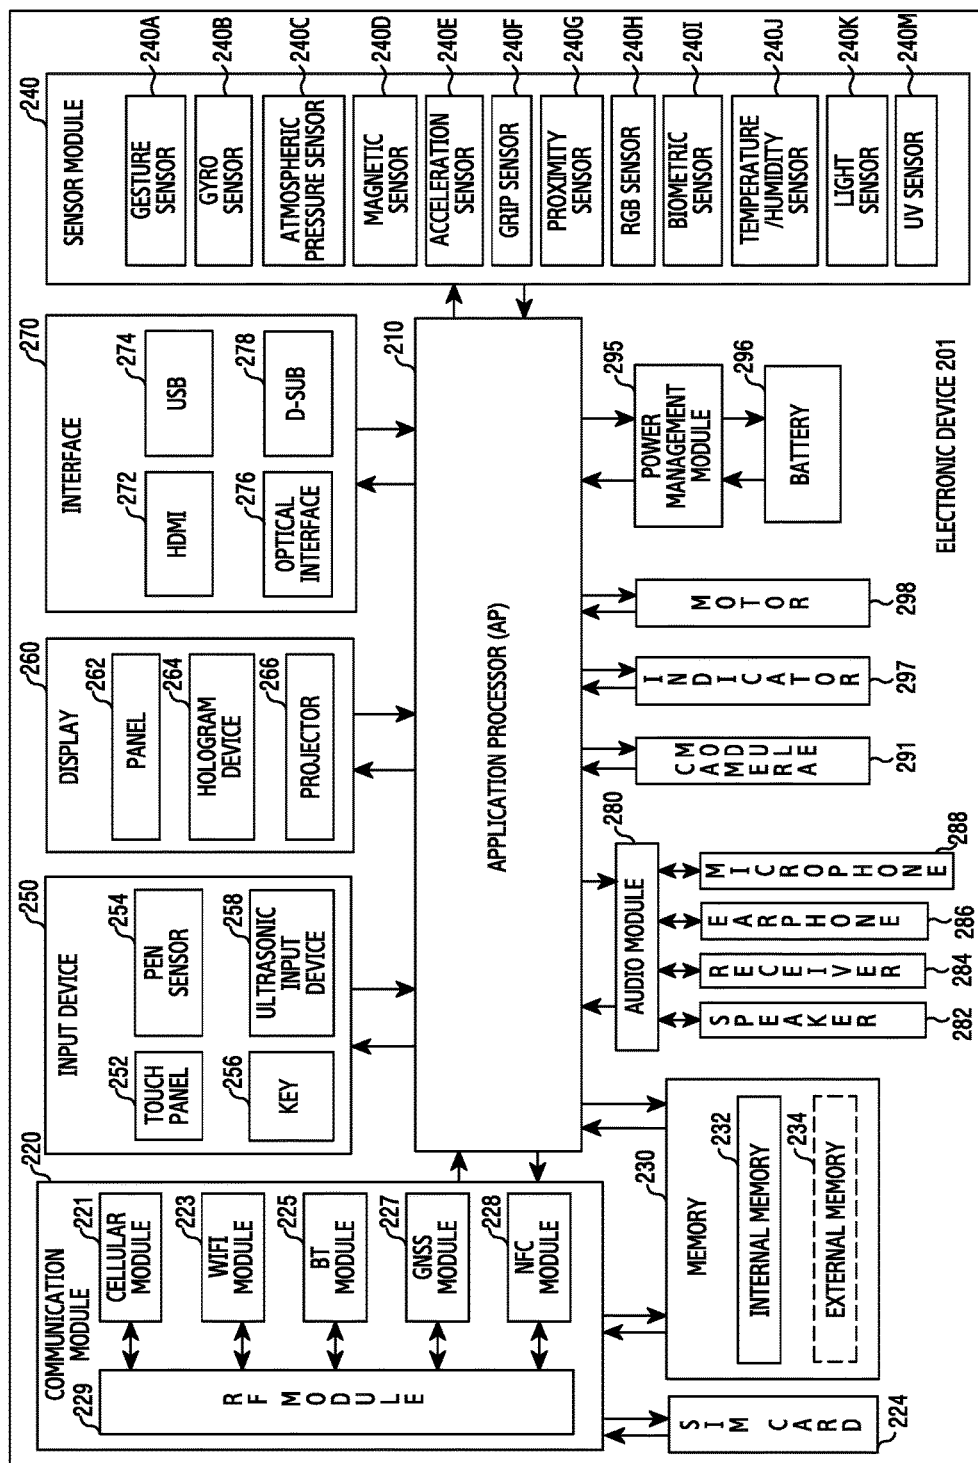 COMMUNICATION
MODULE
220
229
RF MODULE
221
CELLULAR
MODULE
223
WIFI
MODULE
225
BT
MODULE
227
GNSS
MODULE
228
NFC
MODULE
INPUT DEVICE
250
252
TOUCH
PANEL
254
PEN
SENSOR
256
KEY
258
ULTRASONIC
INPUT
DEVICE
DISPLAY
260
262
PANEL
264
HOLOGRAM
DEVICE
266
PROJECTOR
INTERFACE
270
272
HDMI
274
USB
276
OPTICAL
INTERFACE
278
D-SUB
240
SENSOR MODULE
GESTURE
SENSOR
240A
GYRO
SENSOR
240B
ATMOSPHERIC
PRESSURE SENSOR
240C
MAGNETIC
SENSOR
240D
ACCELERATION
SENSOR
240E
GRIP SENSOR
240F
PROXIMITY
SENSOR
240G
RGB SENSOR
240H
BIOMETRIC
SENSOR
240I
TEMPERATURE
/HUMIDITY
SENSOR
240J
LIGHT
SENSOR
240K
UV SENSOR
240M
APPLICATION PROCESSOR (AP)
210
SIM CARD
224
230
MEMORY
232
INTERNAL MEMORY
234
EXTERNAL MEMORY
AUDIO MODULE
280
SPEAKER
282
RECEIVER
284
EARPHONE
286
MICROPHONE
288
CAMERA
MODULE
291
INDICATOR
297
MOTOR
298
POWER
MANAGEMENT
MODULE
295
BATTERY
296
ELECTRONIC DEVICE 201